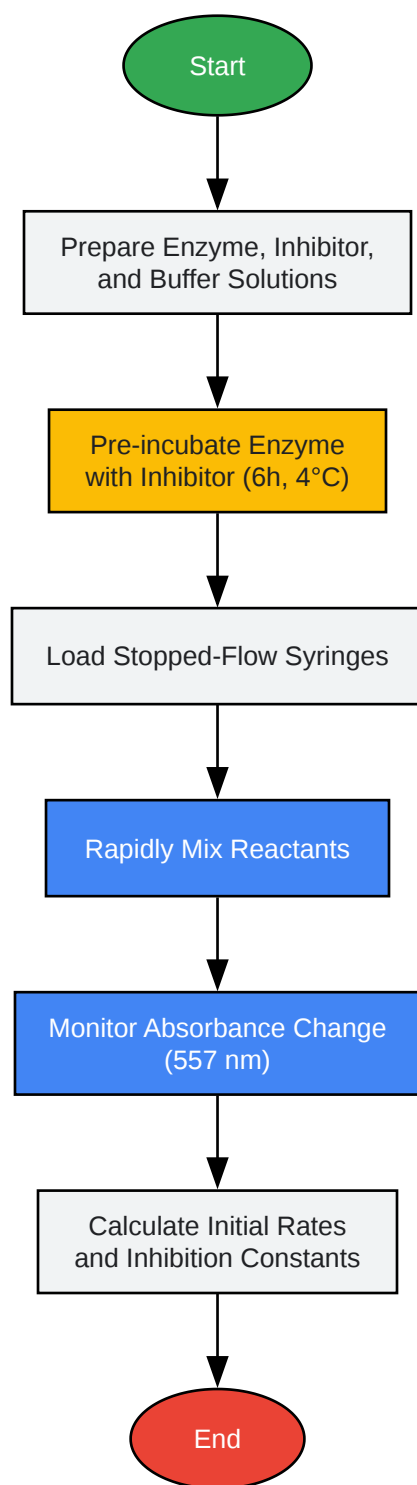 Start
Prepare Enzyme, Inhibitor,
and Buffer Solutions
Pre-incubate Enzyme
with Inhibitor (6h, 4°C)
Load Stopped-Flow Syringes
Rapidly Mix Reactants
Monitor Absorbance Change
(557 nm)
Calculate Initial Rates
and Inhibition Constants
End